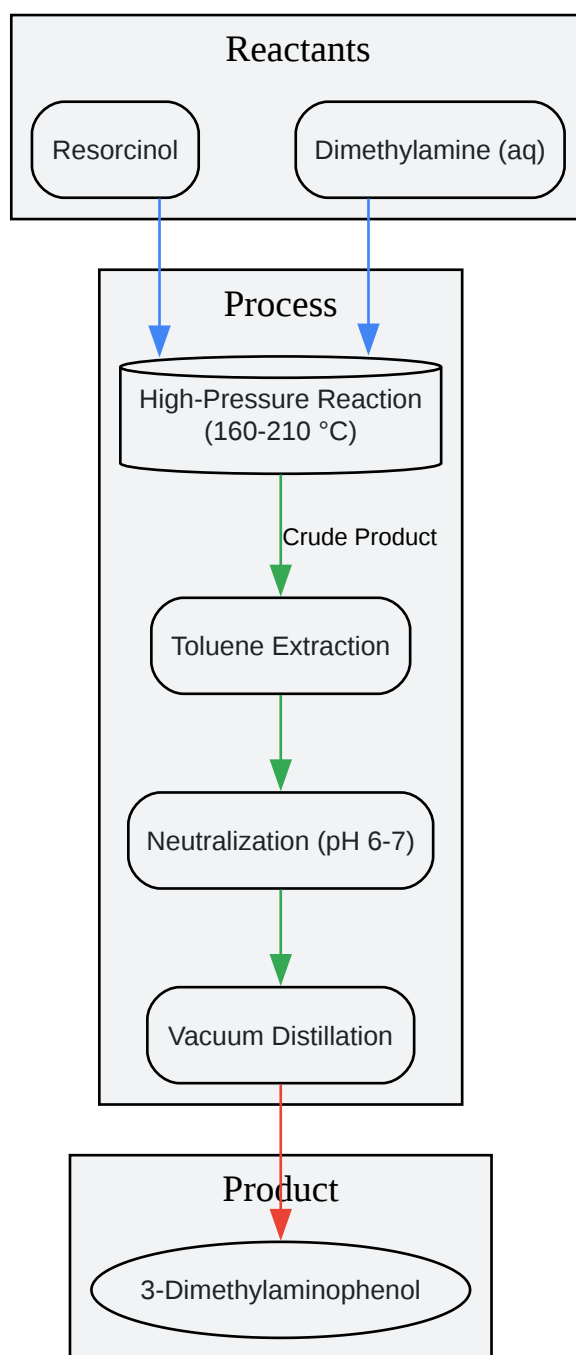 Reactants
Resorcinol
Dimethylamine (aq)
Process
High-Pressure Reaction
(160-210 °C)
Crude Product
Toluene Extraction
Neutralization (pH 6-7)
Vacuum Distillation
Product
3-Dimethylaminophenol